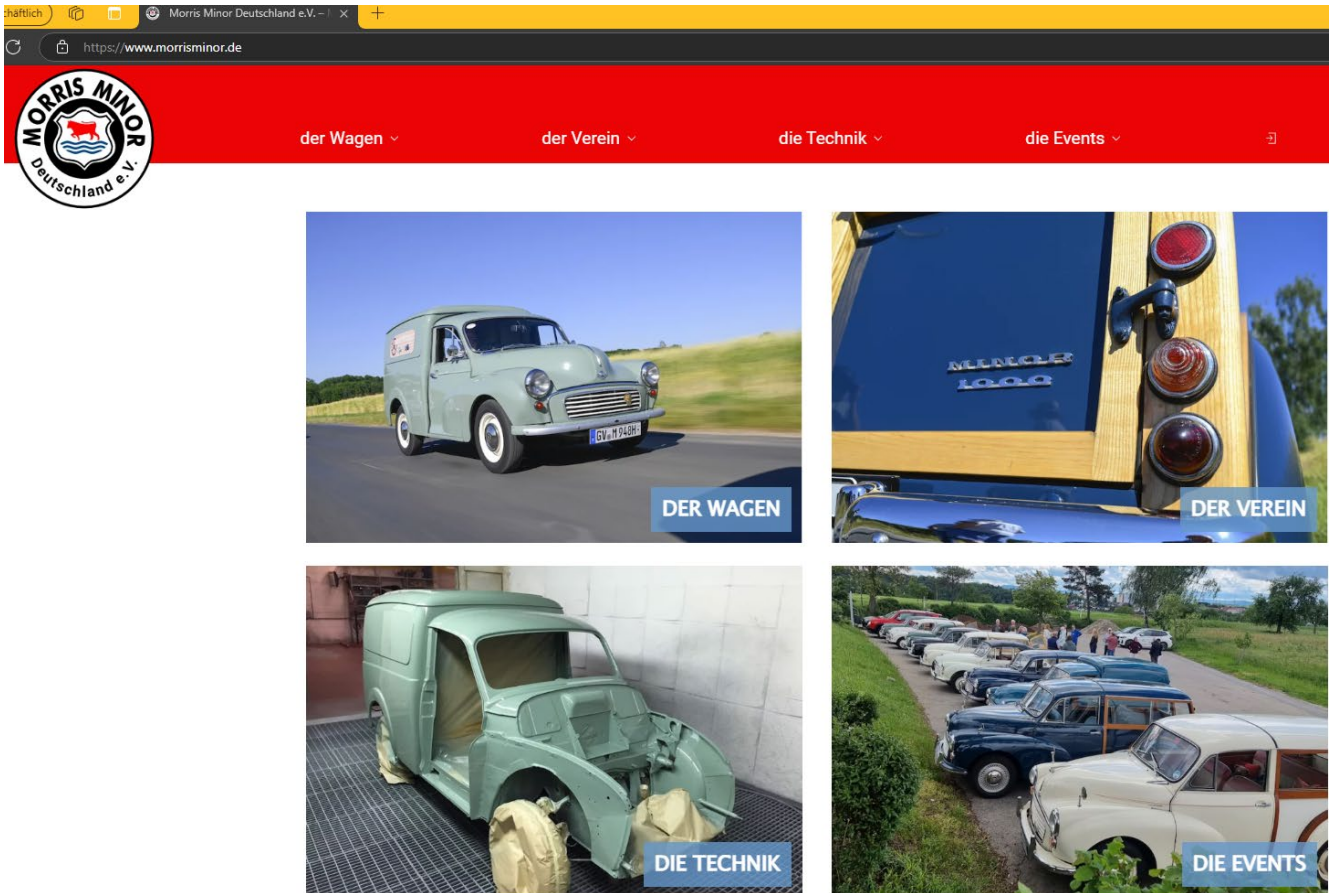 chäftlich
Morris Minor Deutschland e.V. –
https://www.morrisminor.de
MORRIS MINOR
Deutschland e.V.
der Wagen
der Verein
die Technik
die Events
MINOR
1000
GV M 948H
DER WAGEN
DER VEREIN
DIE TECHNIK
DIE EVENTS